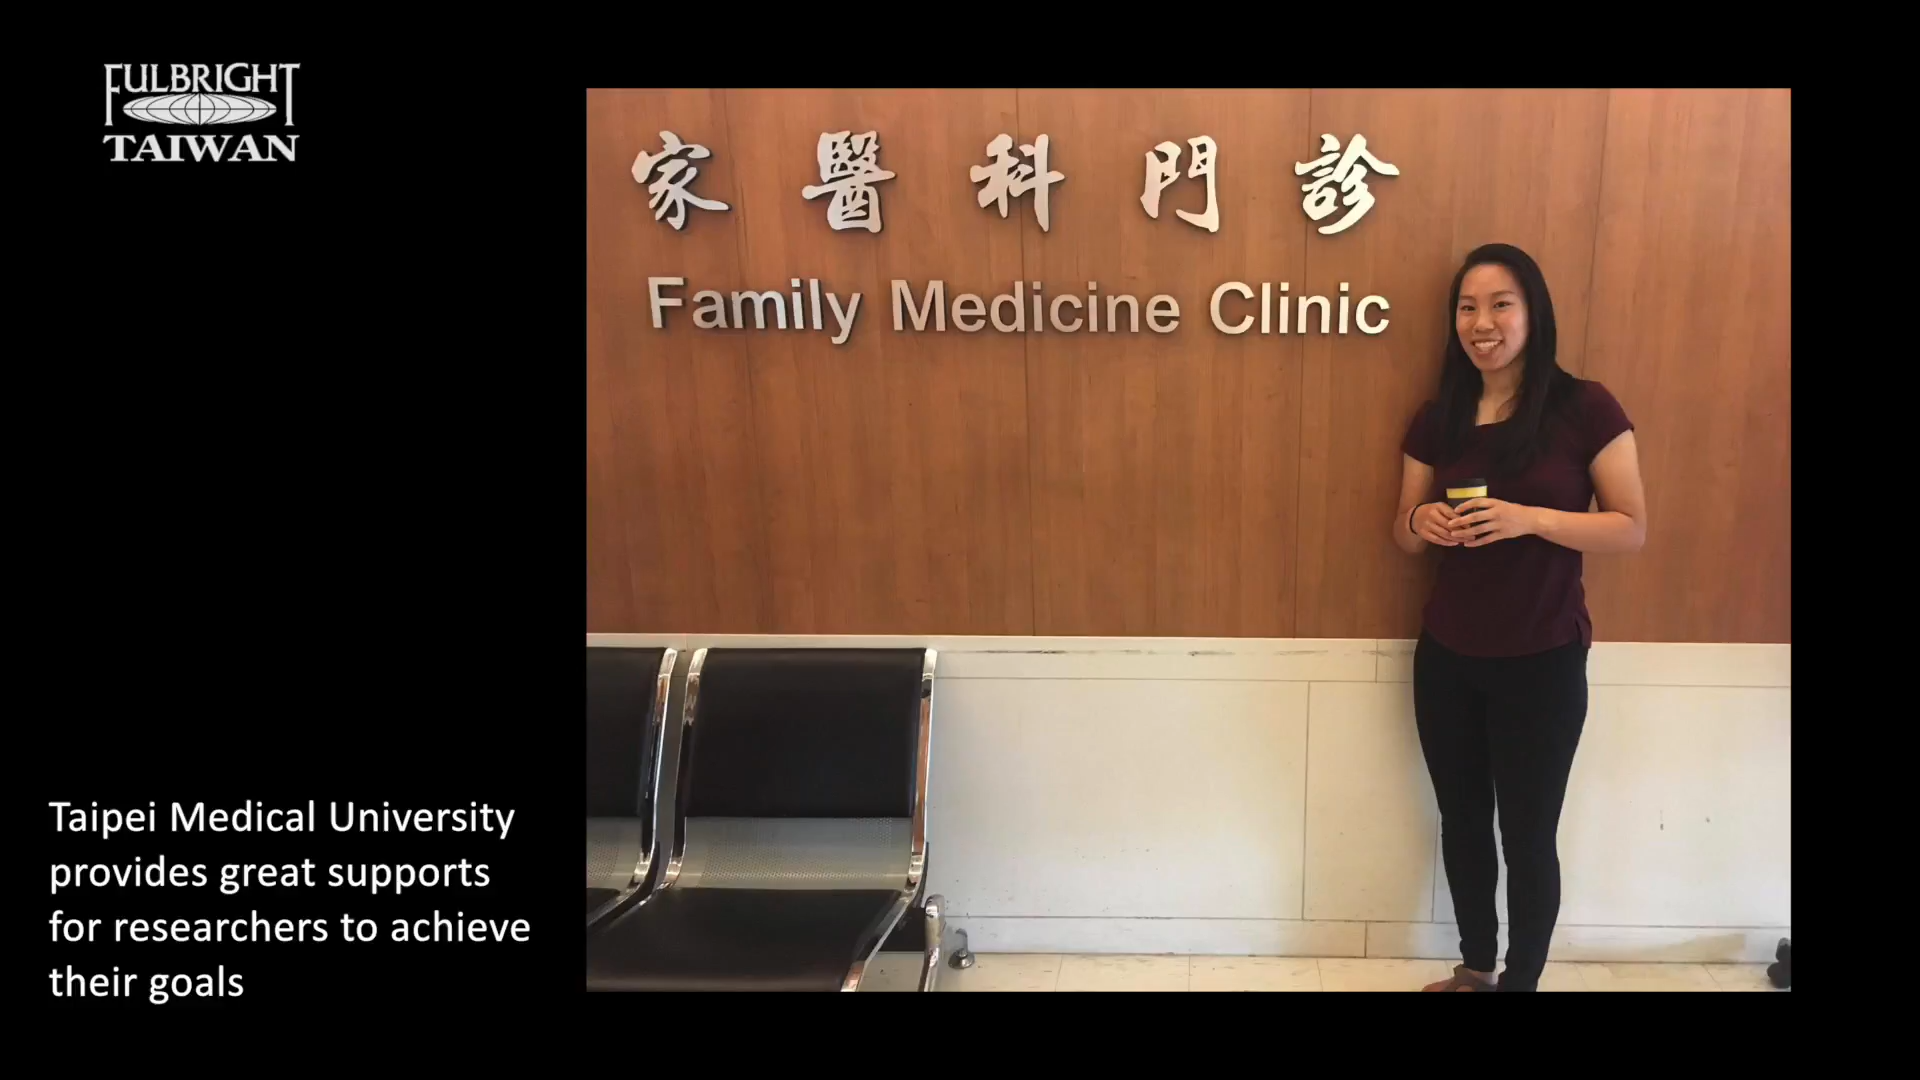 FULBRIGHT
TAIWAN
家醫科門診
Family Medicine Clinic
Taipei Medical University
provides great supports
for researchers to achieve
their goals